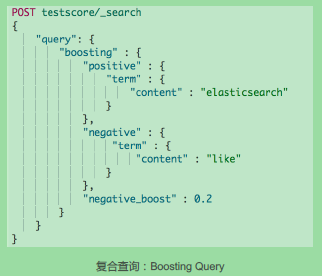 POST testscore/_search
{
    "query": {
        "boosting" : {
            "positive" : {
                "term" : {
                    "content" : "elasticsearch"
                }
            },
            "negative" : {
                "term" : {
                    "content" : "like"
                }
            },
            "negative_boost" : 0.2
        }
    }
}
复合查询：Boosting Query